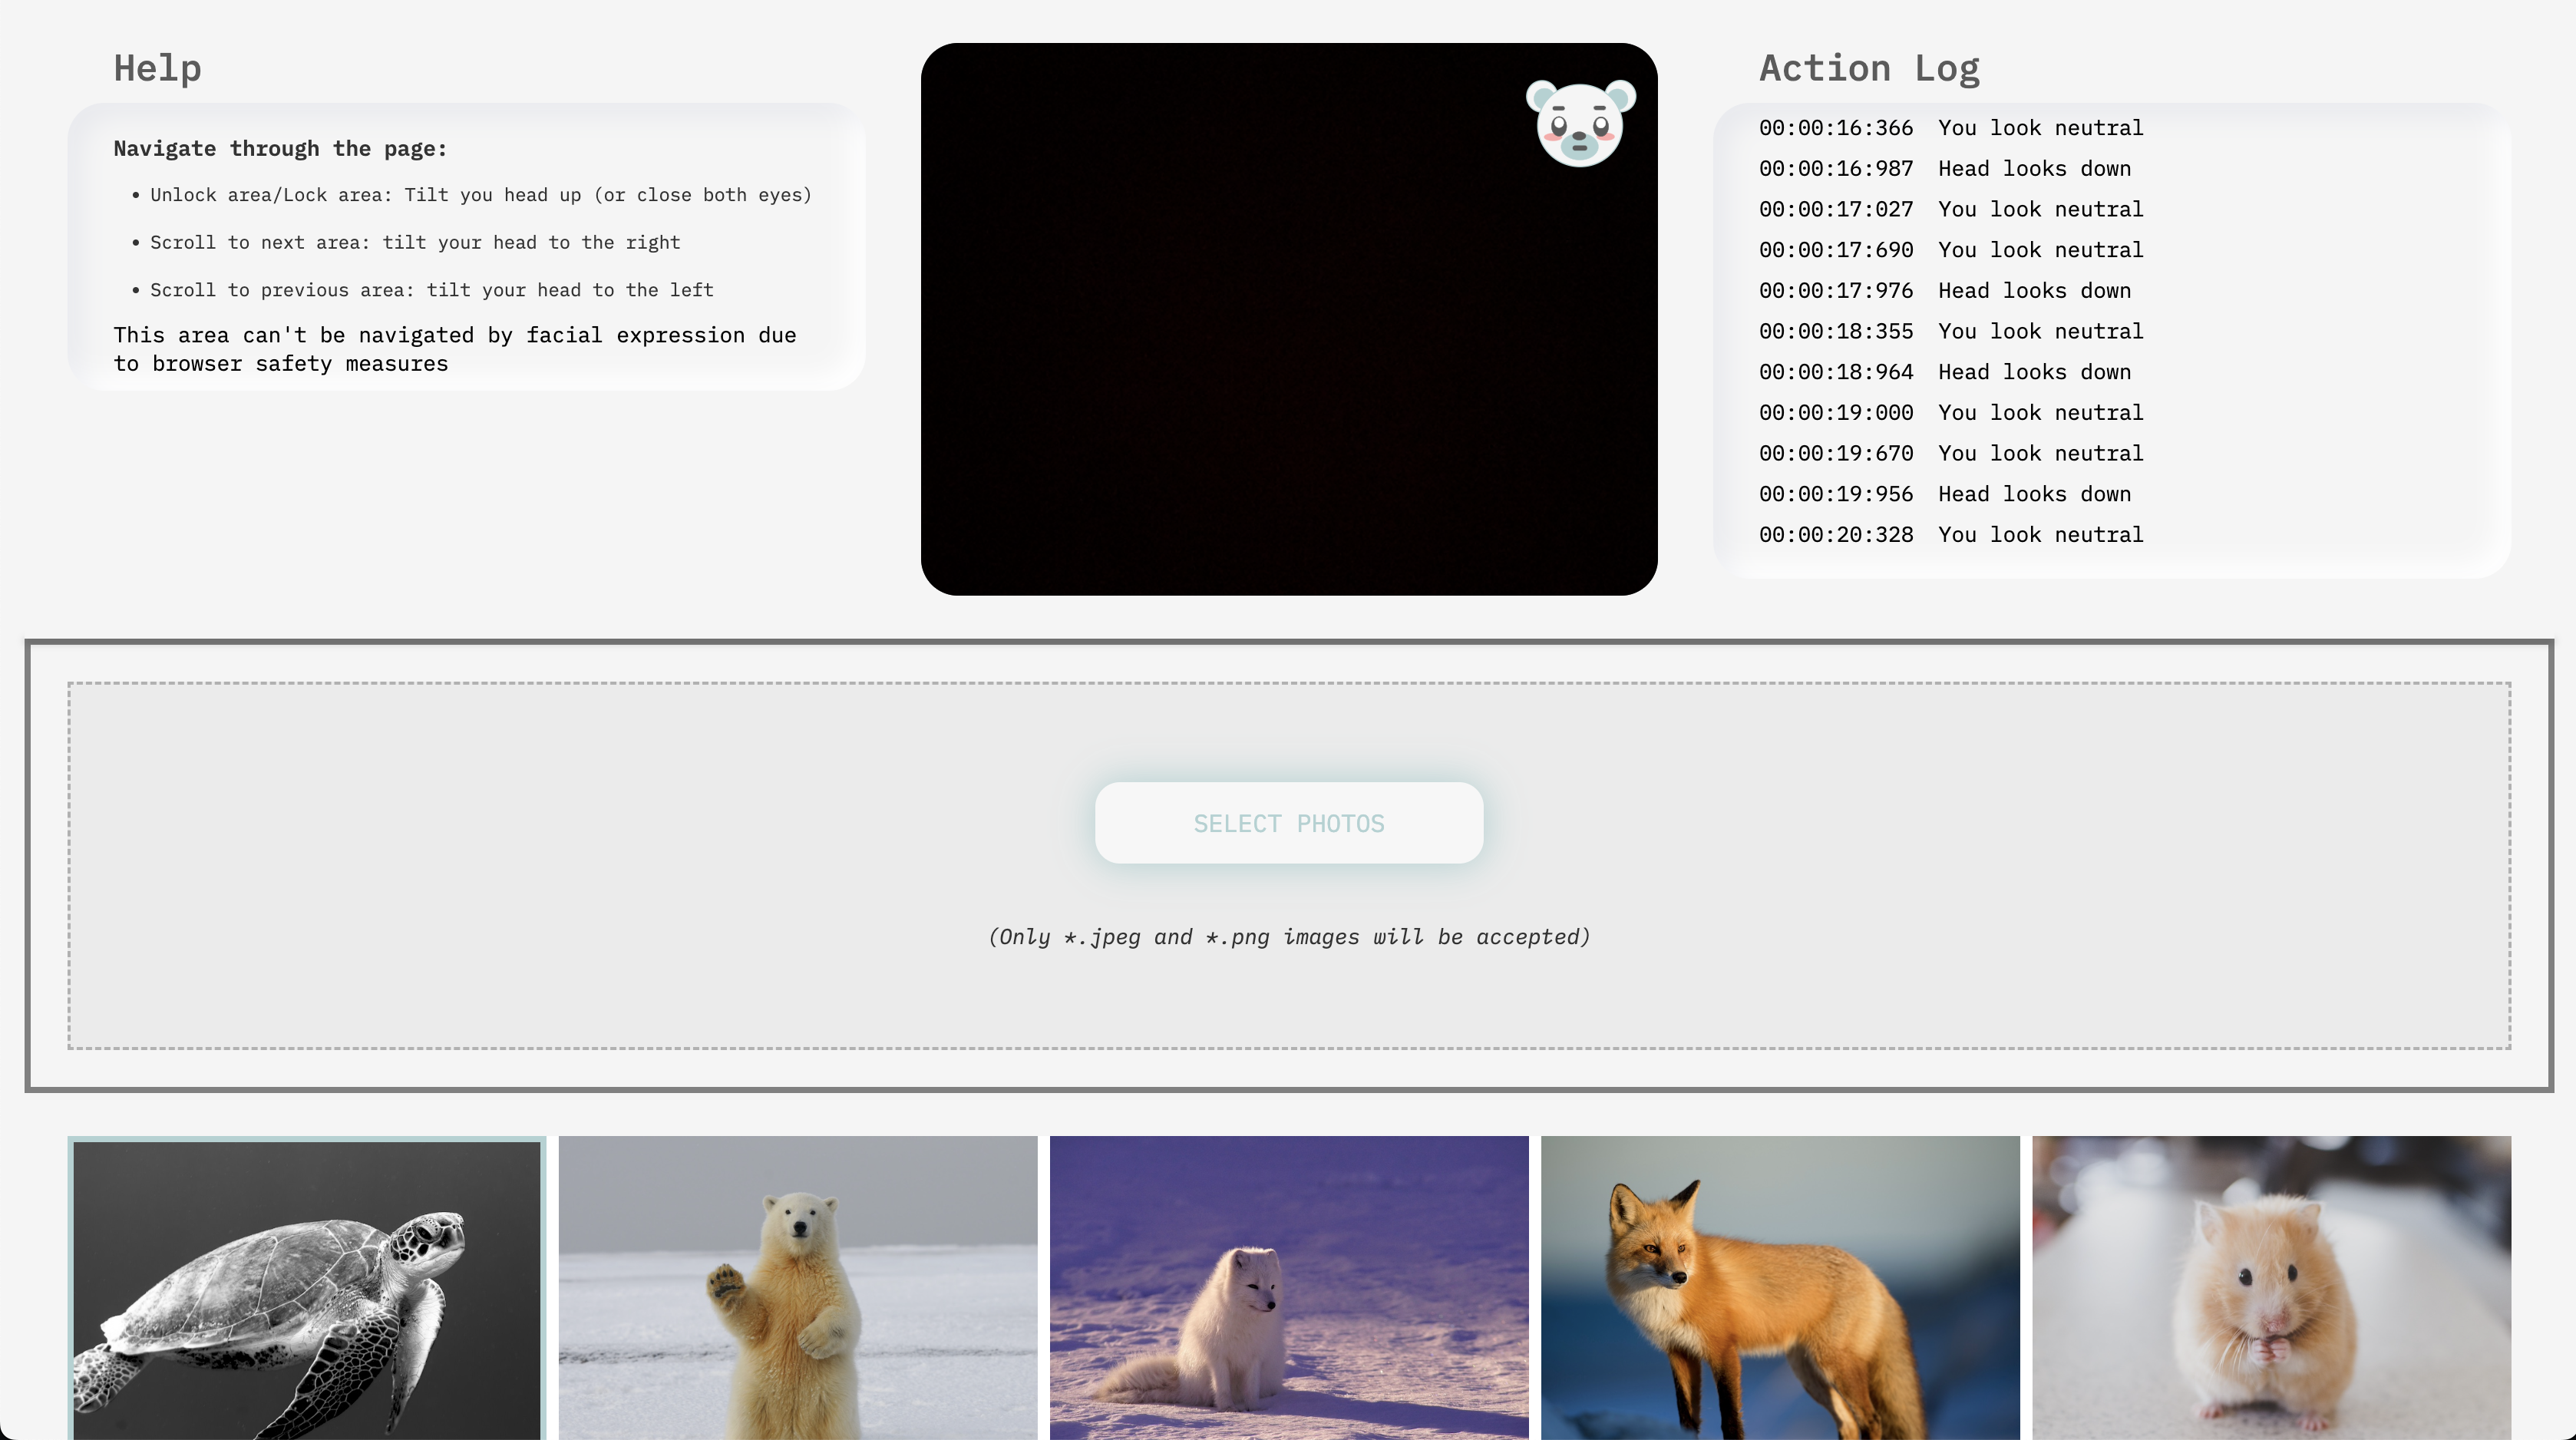 Help
Navigate through the page:
• Unlock area/Lock area: Tilt you head up (or close both eyes)
• Scroll to next area: tilt your head to the right
• Scroll to previous area: tilt your head to the left
This area can't be navigated by facial expression due
to browser safety measures
Action Log
00:00:16:366 You look neutral
00:00:16:987 Head looks down
00:00:17:027 You look neutral
00:00:17:690 You look neutral
00:00:17:976 Head looks down
00:00:18:355 You look neutral
00:00:18:964 Head looks down
00:00:19:000 You look neutral
00:00:19:670 You look neutral
00:00:19:956 Head looks down
00:00:20:328 You look neutral
SELECT PHOTOS
(Only *.jpeg and *.png images will be accepted)